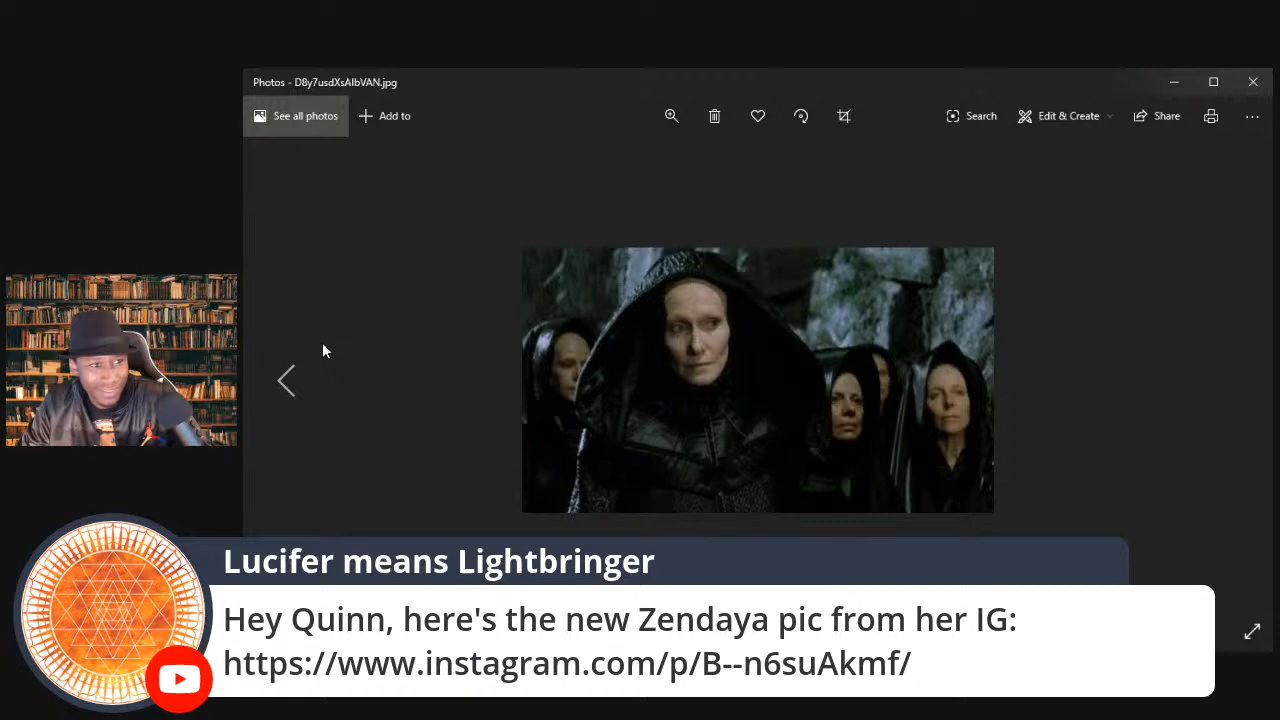 Photos - D8y7usdXsAIbVAN.jpg
See all photos
Add to
Search
Edit & Create
Share
Lucifer means Lightbringer
Hey Quinn, here's the new Zendaya pic from her IG:
https://www.instagram.com/p/B--n6suAkmf/